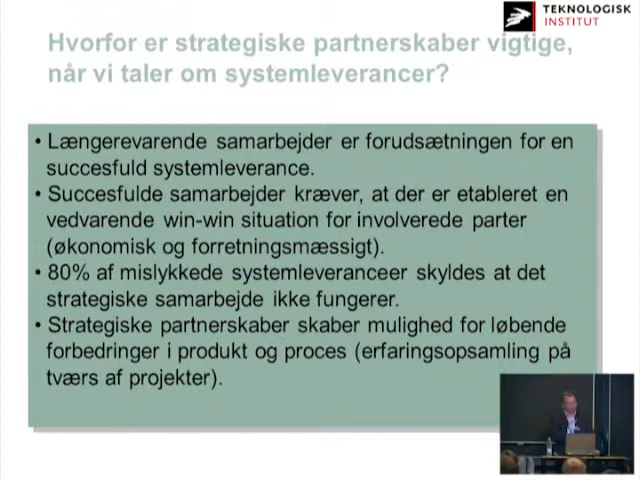 TEKNOLOGISK
INSTITUT
Hvorfor er strategiske partnerskaber vigtige,
når vi taler om systemleverancer?
• Længerevarende samarbejder er forudsætningen for en
succesfuld systemleverance.
• Succesfulde samarbejder kræver, at der er etableret en
vedvarende win-win situation for involverede parter
(økonomisk og forretningsmæssigt).
• 80% af mislykkede systemleveranceer skyldes at det
strategiske samarbejde ikke fungerer.
• Strategiske partnerskaber skaber mulighed for løbende
forbedringer i produkt og proces (erfaringsopsamling på
tværs af projekter).